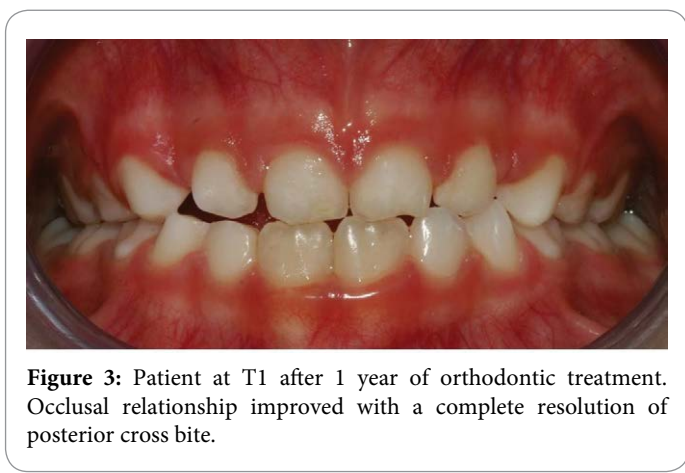 Figure 3: Patient at T1 after 1 year of orthodontic treatment.
Occlusal relationship improved with a complete resolution of
posterior cross bite.